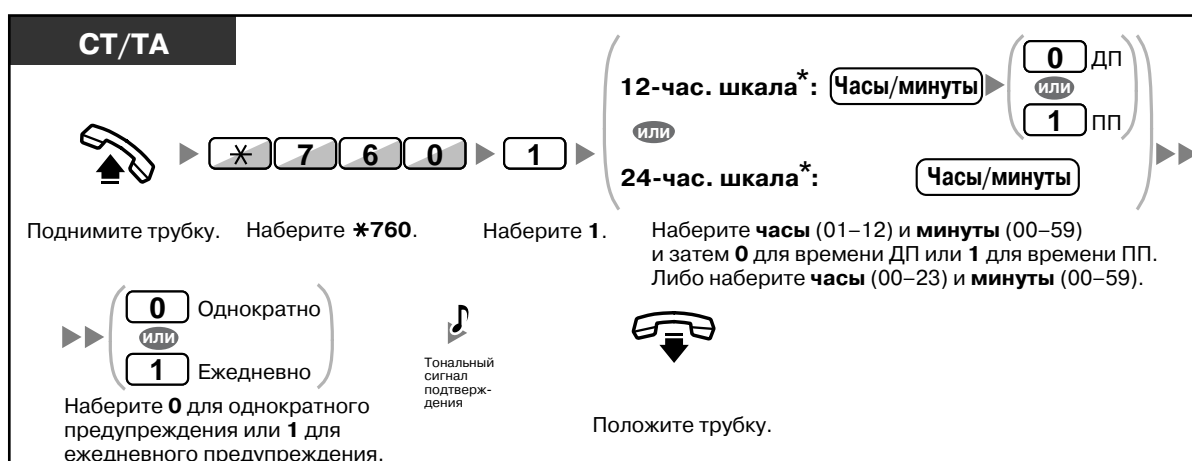 СТ/ТА
12-час. шкала*: Часы/минуты 0 ДП
или
1 ПП
или
24-час. шкала*: Часы/минуты
* 7 6 0 1
Поднимите трубку.
Наберите *760.
Наберите 1.
Наберите часы (01–12) и минуты (00–59)
и затем 0 для времени ДП или 1 для времени ПП.
Либо наберите часы (00–23) и минуты (00–59).
0 Однократно
или
1 Ежедневно
Наберите 0 для однократного
предупреждения или 1 для
ежедневного предупреждения.
Тональный
сигнал
подтверж-
дения
Положите трубку.